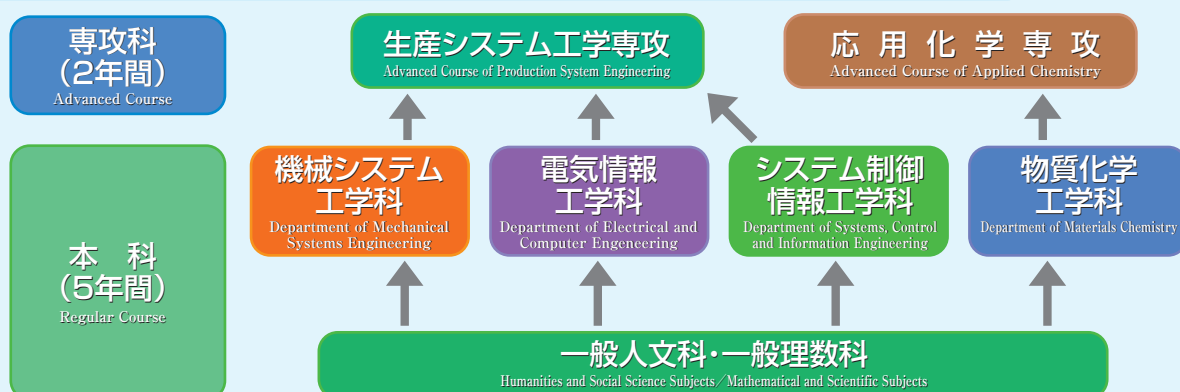 専攻科
（2年間）
Advanced Course
生産システム工学専攻
Advanced Course of Production System Engineering
応用化学専攻
Advanced Course of Applied Chemistry
本　科
（5年間）
Regular Course
機械システム
工学科
Department of Mechanical
Systems Engineering
電気情報
工学科
Department of Electrical and
Computer Engeneering
システム制御
情報工学科
Department of Systems, Control
and Information Engineering
物質化学
工学科
Department of Materials Chemistry
一般人文科・一般理数科
Humanities and Social Science Subjects／Mathematical and Scientific Subjects